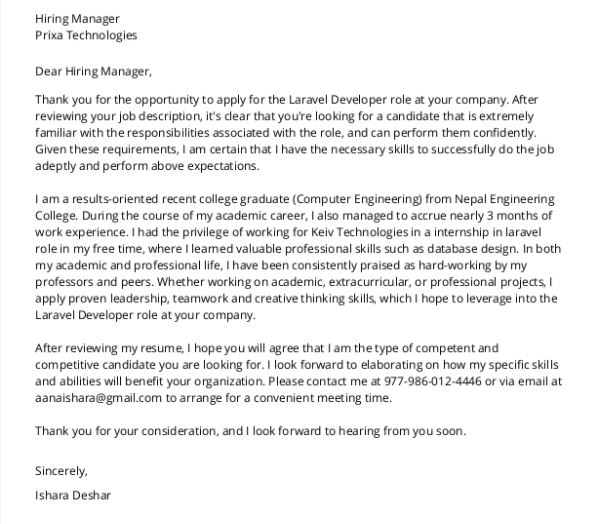 Hiring Manager
Prixa Technologies
Dear Hiring Manager,
Thank you for the opportunity to apply for the Laravel Developer role at your company. After
reviewing your job description, it's clear that you're looking for a candidate that is extremely
familiar with the responsibilities associated with the role, and can perform them confidently.
Given these requirements, I am certain that I have the necessary skills to successfully do the job
adeptly and perform above expectations.
I am a results-oriented recent college graduate (Computer Engineering) from Nepal Engineering
College. During the course of my academic career, I also managed to accrue nearly 3 months of
work experience. I had the privilege of working for Keiv Technologies in a internship in laravel
role in my free time, where I learned valuable professional skills such as database design. In both
my academic and professional life, I have been consistently praised as hard-working by my
professors and peers. Whether working on academic, extracurricular, or professional projects, I
apply proven leadership, teamwork and creative thinking skills, which I hope to leverage into the
Laravel Developer role at your company.
After reviewing my resume, I hope you will agree that I am the type of competent and
competitive candidate you are looking for. I look forward to elaborating on how my specific skills
and abilities will benefit your organization. Please contact me at 977-986-012-4446 or via email at
aanaishara@gmail.com to arrange for a convenient meeting time.
Thank you for your consideration, and I look forward to hearing from you soon.
Sincerely,
Ishara Deshar